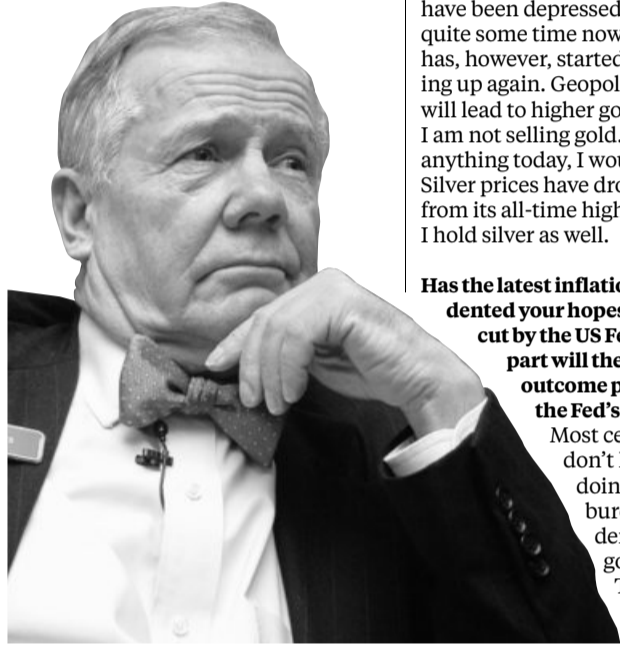 have been depressed
quite some time now
has, however, started
ing up again. Geopol
will lead to higher go
I am not selling gold.
anything today, I wou
Silver prices have dro
from its all-time high
I hold silver as well.
Has the latest inflatio
dented your hopes
cut by the US Fe
part will the
outcome p
the Fed's
Most ce
don't
doin
bur
de
go